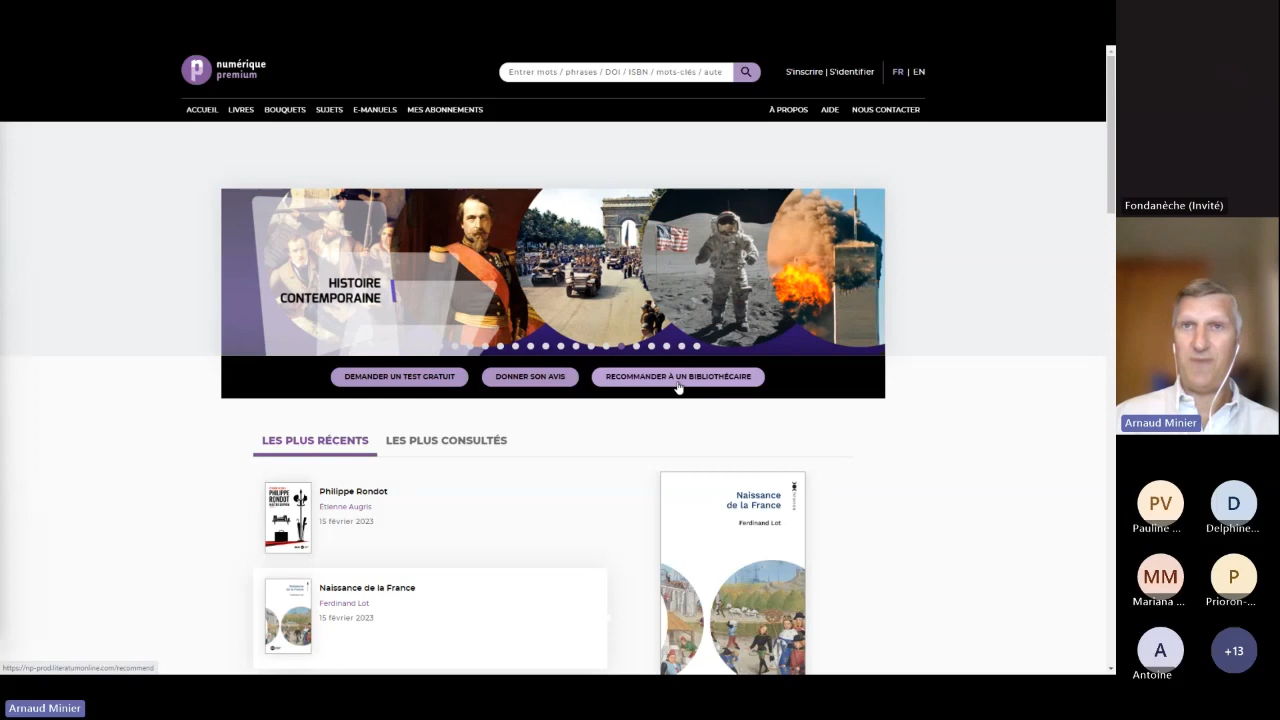 numérique
premium
Entrer mots / phrases / DOI / ISBN / mots-clés / aute
S'inscrire | S'identifier
FR | EN
ACCUEIL LIVRES BOUQUETS SUJETS E-MANUELS MES ABONNEMENTS
À PROPOS AIDE NOUS CONTACTER
HISTOIRE
CONTEMPORAINE
DEMANDER UN TEST GRATUIT
DONNER SON AVIS
RECOMMANDER À UN BIBLIOTHÉCAIRE
LES PLUS RÉCENTS
LES PLUS CONSULTÉS
PHILIPPE
RONDOT
Philippe Rondot
Étienne Augris
15 février 2023
Naissance de la France
Ferdinand Lot
15 février 2023
Naissance
de la France
Ferdinand Lot
https://np-prod.literatumonline.com/recommend
Fondanèche (Invité)
Arnaud Minier
PV
Pauline ...
D
Delphine...
MM
Mariana ...
P
Prioron-...
A
Antoine
+13
Arnaud Minier